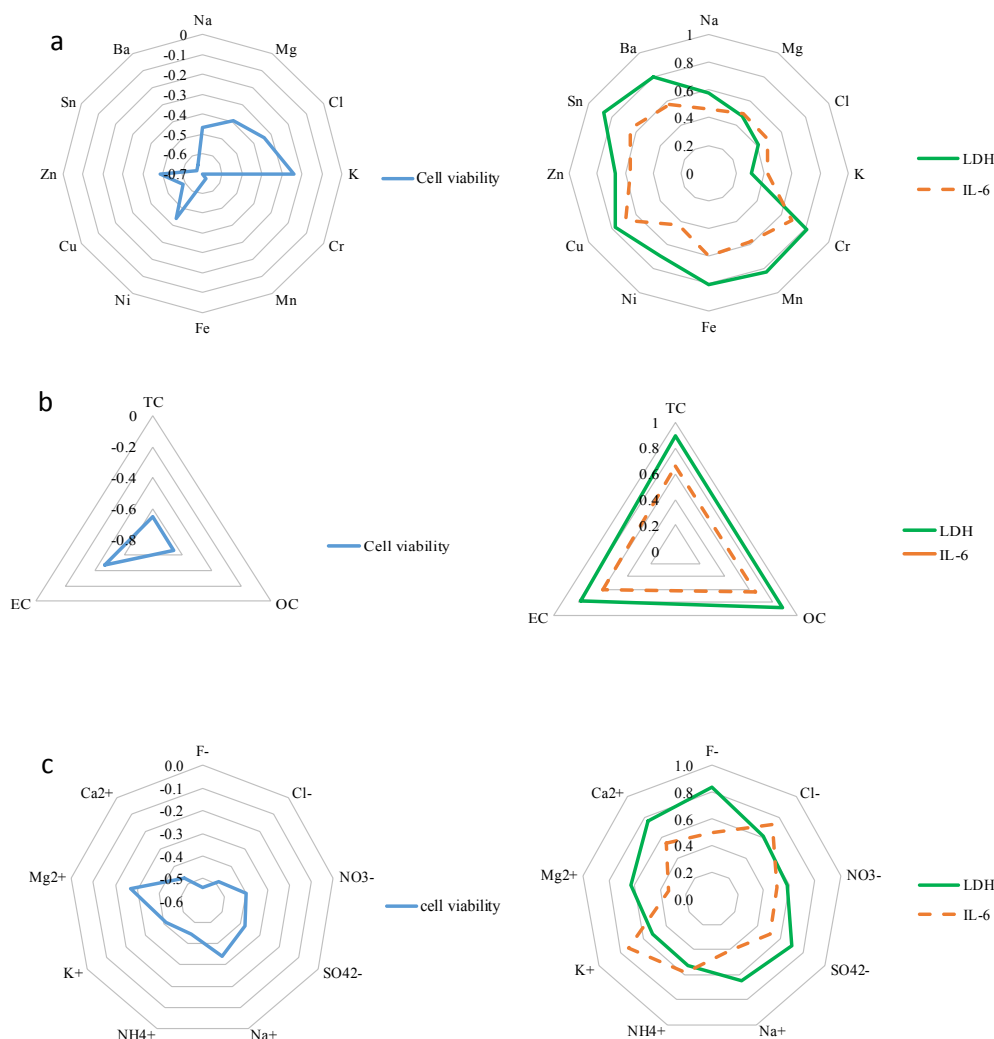 a
Na
Mg
Cl
K
Cr
Mn
Fe
Ni
Cu
Zn
Sn
Ba
0
-0.1
-0.2
-0.3
-0.4
-0.5
-0.6
-0.7
Cell viability
Na
Mg
Cl
K
Cr
Mn
Fe
Ni
Cu
Zn
Sn
Ba
1
0.8
0.6
0.4
0.2
0
LDH
IL-6
b
TC
OC
EC
0
-0.2
-0.4
-0.6
-0.8
Cell viability
TC
OC
EC
1
0.8
0.6
0.4
0.2
0
LDH
IL-6
c
F-
Cl-
NO3-
SO42-
Na+
NH4+
K+
Mg2+
Ca2+
0.0
-0.1
-0.2
-0.3
-0.4
-0.5
-0.6
cell viability
F-
Cl-
NO3-
SO42-
Na+
NH4+
K+
Mg2+
Ca2+
1.0
0.8
0.6
0.4
0.2
0.0
LDH
IL-6